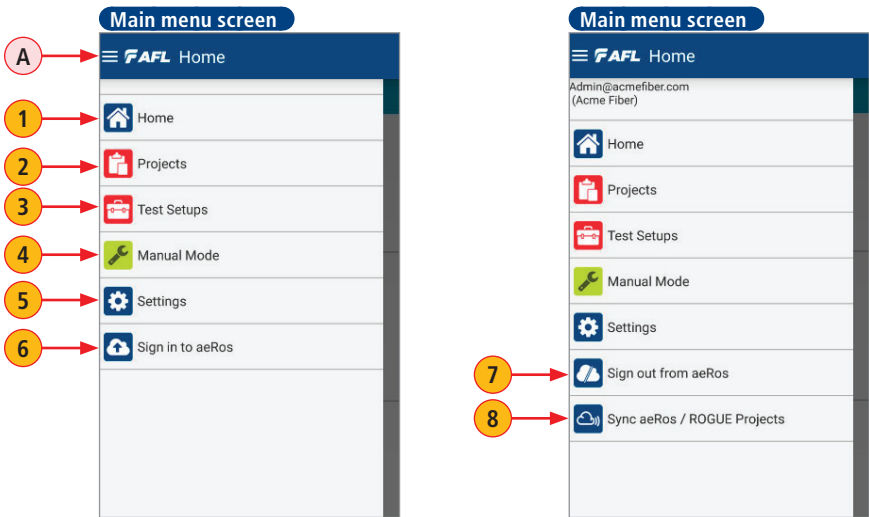 Main menu screen
A
AFL Home
1
Home
2
Projects
3
Test Setups
4
Manual Mode
5
Settings
6
Sign in to aeRos
Main menu screen
AFL Home
Admin@acmefiber.com
(Acme Fiber)
Home
Projects
Test Setups
Manual Mode
Settings
7
Sign out from aeRos
8
Sync aeRos / ROGUE Projects